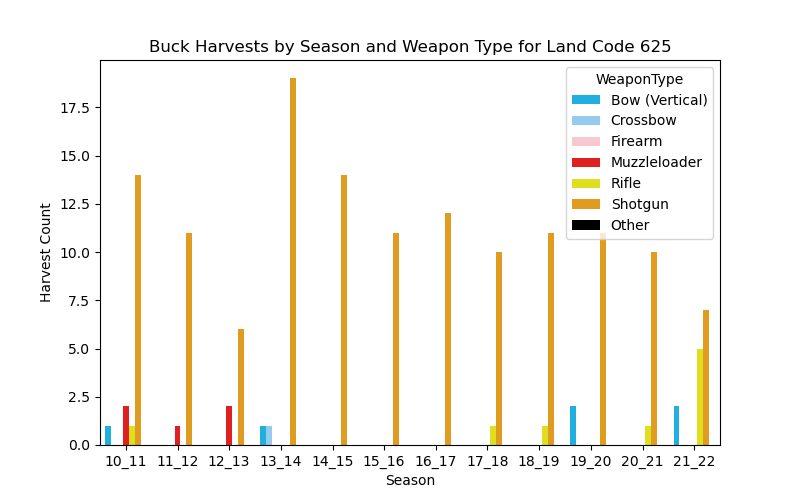 Buck Harvests by Season and Weapon Type for Land Code 625
WeaponType
Bow (Vertical)
Crossbow
Firearm
Muzzleloader
Rifle
Shotgun
Other
Harvest Count
17.5
15.0
12.5
10.0
7.5
5.0
2.5
0.0
10_11 11_12 12_13 13_14 14_15 15_16 16_17 17_18 18_19 19_20 20_21 21_22
Season